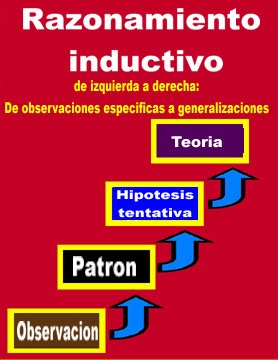 Razonamiento
inductivo
de izquierda a derecha:
De observaciones especificas a generalizaciones
Teoria
Hipotesis
tentativa
Patron
Observacion